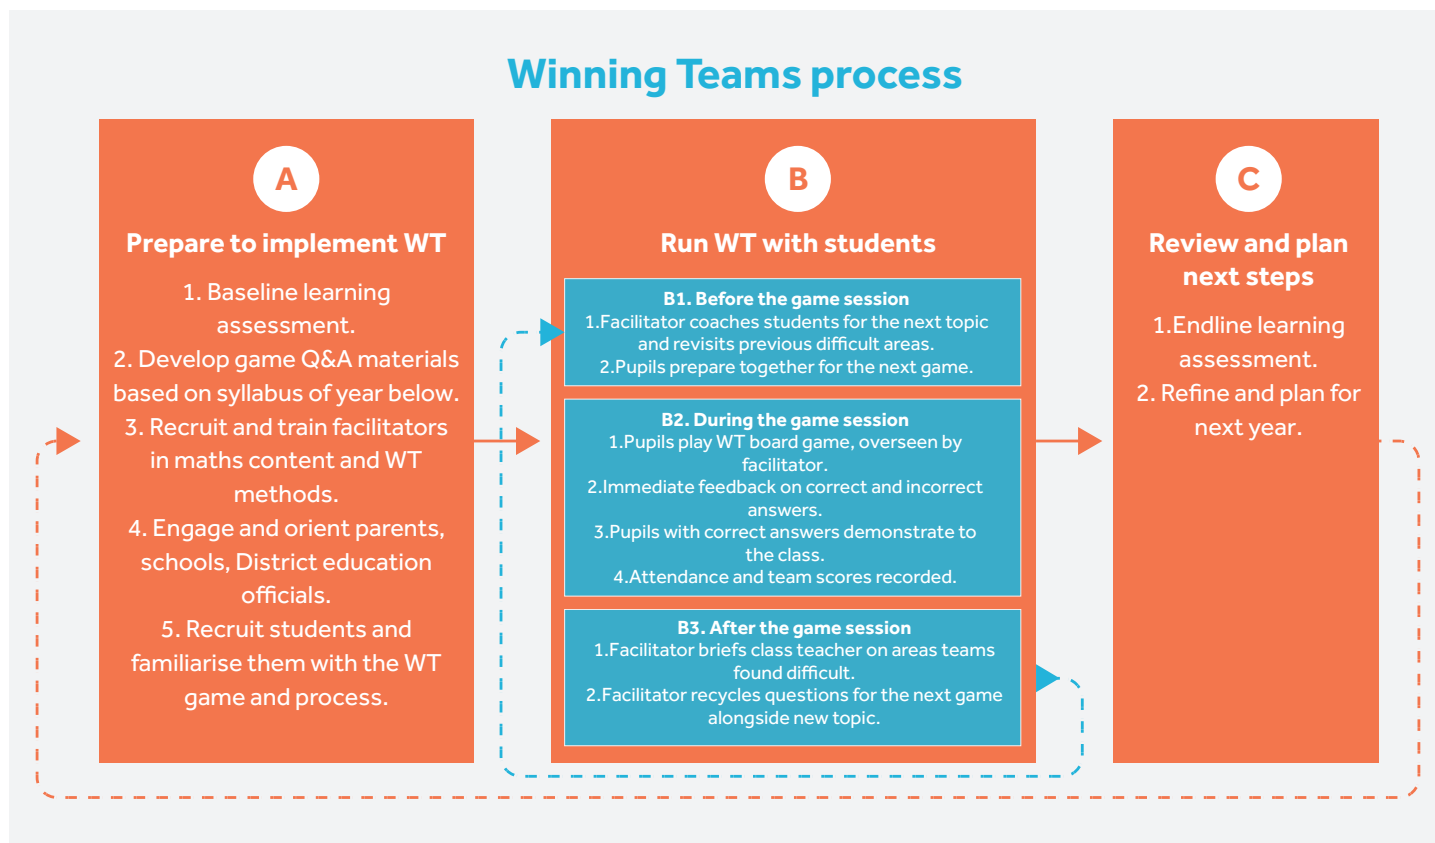 Winning Teams process
A
Prepare to implement WT
1. Baseline learning
assessment.
2. Develop game Q&A materials
based on syllabus of year below.
3. Recruit and train facilitators
in maths content and WT
methods.
4. Engage and orient parents,
schools, District education
officials.
5. Recruit students and
familiarise them with the WT
game and process.
B
Run WT with students
B1. Before the game session
1.Facilitator coaches students for the next topic
and revisits previous difficult areas.
2.Pupils prepare together for the next game.
B2. During the game session
1.Pupils play WT board game, overseen by
facilitator.
2.Immediate feedback on correct and incorrect
answers.
3.Pupils with correct answers demonstrate to
the class.
4.Attendance and team scores recorded.
B3. After the game session
1.Facilitator briefs class teacher on areas teams
found difficult.
2.Facilitator recycles questions for the next game
alongside new topic.
C
Review and plan
next steps
1.Endline learning
assessment.
2. Refine and plan for
next year.